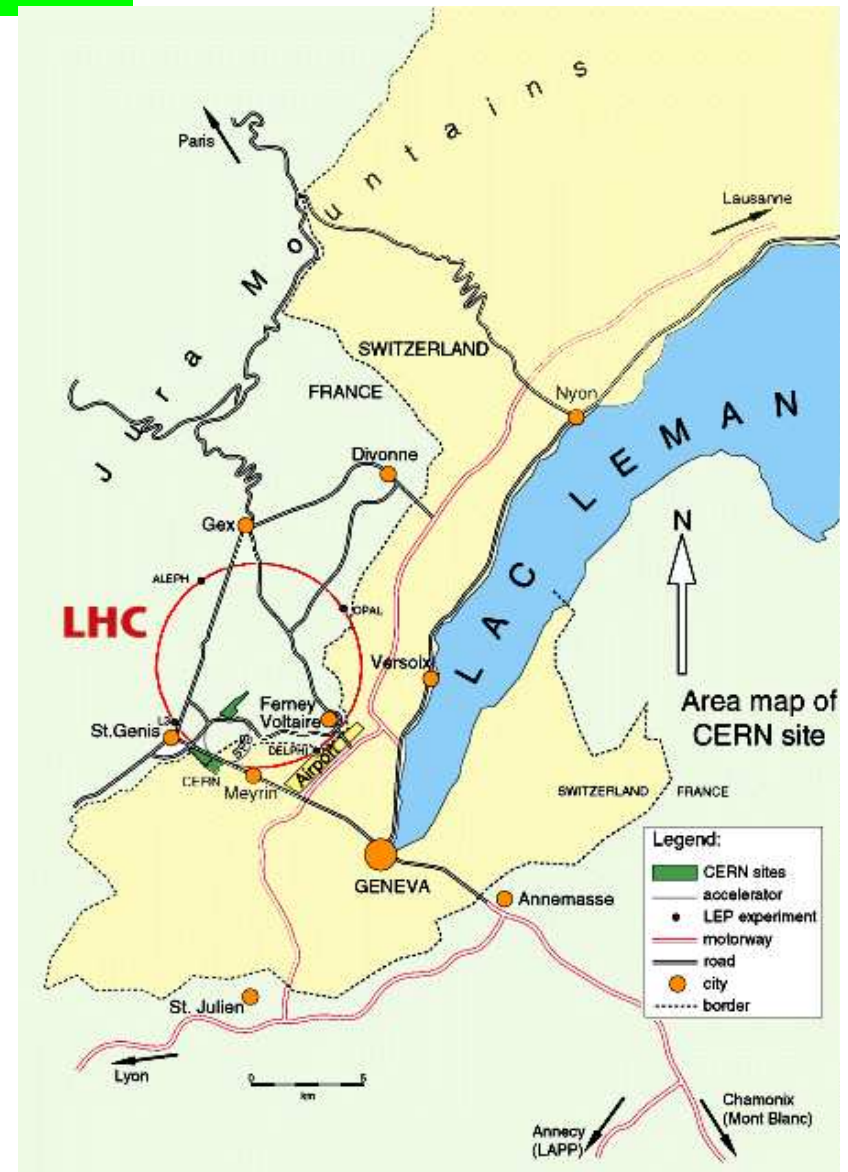 Jura Mountains
Paris
Lausanne
SWITZERLAND
FRANCE
Nyon
Divonne
LAC LEMAN
Gex
N
ALEPH
OPAL
LHC
Versoix
Area map of
CERN site
Ferney
Voltaire
L3
St.Genis
SPS
DELPHI
Airport
CERN
Meyrin
SWITZERLAND
FRANCE
GENEVA
Annemasse
Legend:
CERN sites
accelerator
LEP experiment
motorway
road
city
border
St. Julien
Lyon
0 5
km
Chamonix
(Mont Blanc)
Annecy
(LAPP)